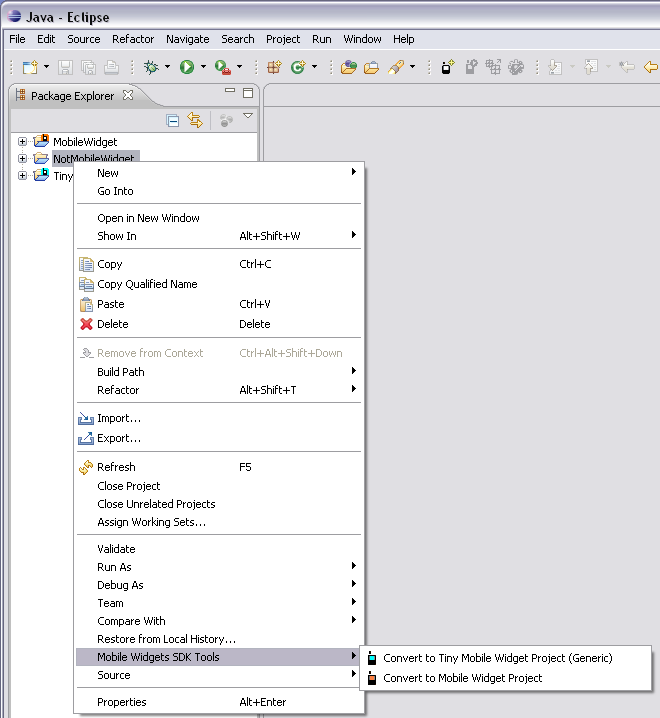 Java - Eclipse
File Edit Source Refactor Navigate Search Project Run Window Help
Package Explorer
MobileWidget
NotMobileWidget
Tiny
New
Go Into
Open in New Window
Show In Alt+Shift+W
Copy Ctrl+C
Copy Qualified Name
Paste Ctrl+V
Delete Delete
Remove from Context Ctrl+Alt+Shift+Down
Build Path
Refactor Alt+Shift+T
Import...
Export...
Refresh F5
Close Project
Close Unrelated Projects
Assign Working Sets...
Validate
Run As
Debug As
Team
Compare With
Restore from Local History...
Mobile Widgets SDK Tools
Convert to Tiny Mobile Widget Project (Generic)
Convert to Mobile Widget Project
Source
Properties Alt+Enter